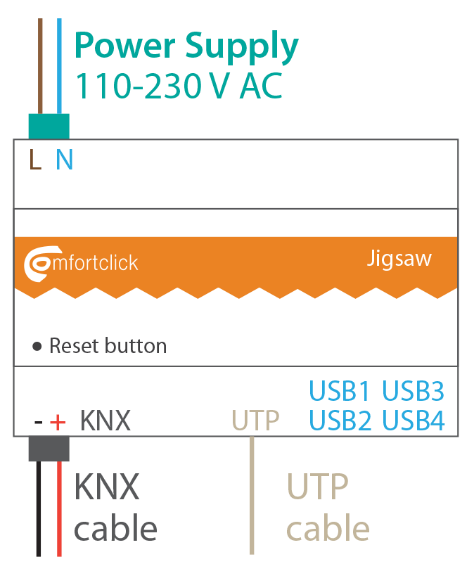 Power Supply
110-230 V AC
L N
comfortclick
Jigsaw
● Reset button
USB1 USB3
- + KNX UTP USB2 USB4
KNX
cable
UTP
cable